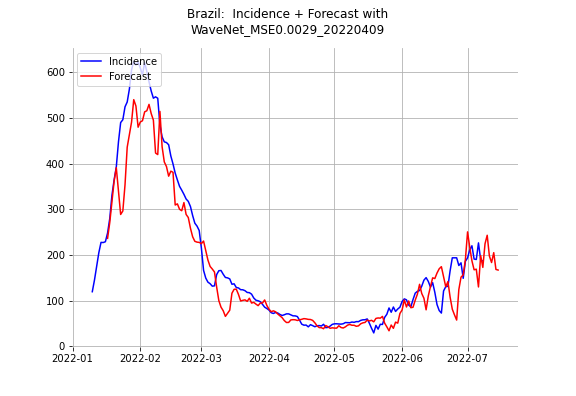 Brazil:  Incidence + Forecast with
WaveNet_MSE0.0029_20220409
Incidence
Forecast
600
500
400
300
200
100
0
2022-01 2022-02 2022-03 2022-04 2022-05 2022-06 2022-07